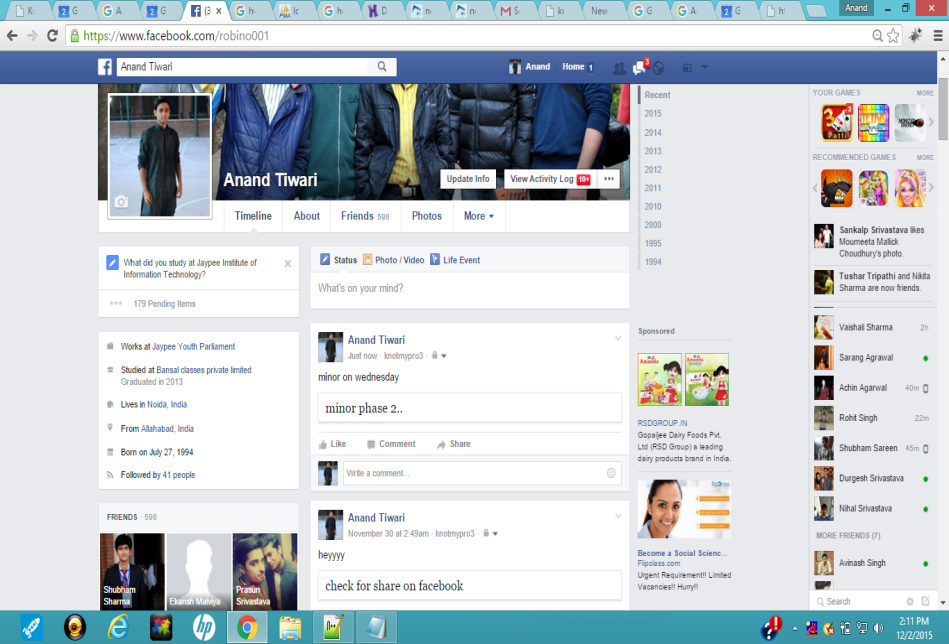 Anand
https://www.facebook.com/robino001
Anand Tiwari
Anand Home 1
3
Anand Tiwari
Update Info
View Activity Log 10+
Timeline About Friends 598 Photos More
Recent
2015
2014
2013
2012
2011
2010
2000
1995
1994
What did you study at Jaypee Institute of
Information Technology?
179 Pending Items
Works at Jaypee Youth Parliament
Studied at Bansal classes private limited
Graduated in 2013
Lives in Noida, India
From Allahabad, India
Born on July 27, 1994
Followed by 41 people
FRIENDS · 598
Shubham
Sharma
Ekansh Malviya
Prasun
Srivastava
Status Photo / Video Life Event
What's on your mind?
Anand Tiwari
Just now · knotmypro3 ·
minor on wednesday
minor phase 2..
Like Comment Share
Write a comment...
Anand Tiwari
November 30 at 2:49am · knotmypro3 ·
heyyyy
check for share on facebook
Sponsored
RSDGROUP.IN
Gopaljee Dairy Foods Pvt.
Ltd (RSD Group) a leading
dairy products brand in India.
Become a Social Scienc...
Flipclass.com
Urgent Requirement!! Limited
Vacancies!! Hurry!!
YOUR GAMES MORE
RECOMMENDED GAMES MORE
Sankalp Srivastava likes
Moumeeta Mallick
Choudhury's photo.
Tushar Tripathi and Nikita
Sharma are now friends.
Vaishali Sharma 2h
Sarang Agrawal
Achin Agarwal 40m
Rohit Singh 22m
Shubham Sareen 45m
Durgesh Srivastava
Nihal Srivastava
MORE FRIENDS (7)
Avinash Singh
Search
2:11 PM
12/2/2015